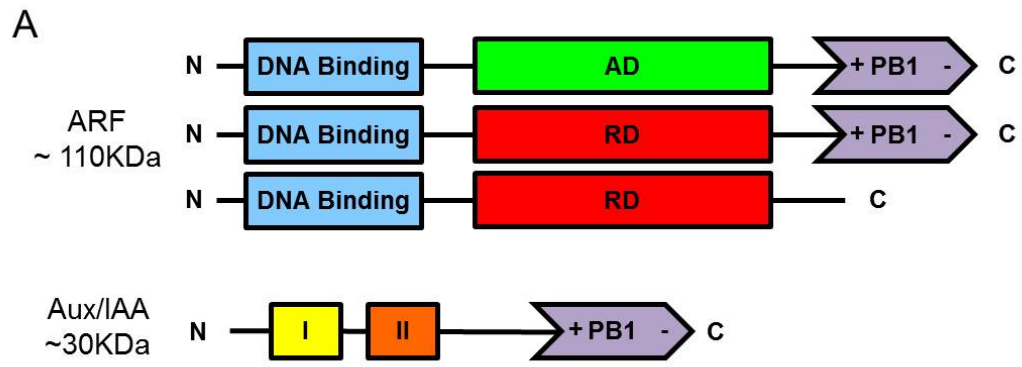 A
N DNA Binding AD + PB1 - C
ARF
~ 110KDa
N DNA Binding RD + PB1 - C
N DNA Binding RD C
Aux/IAA
~30KDa
N I II + PB1 - C